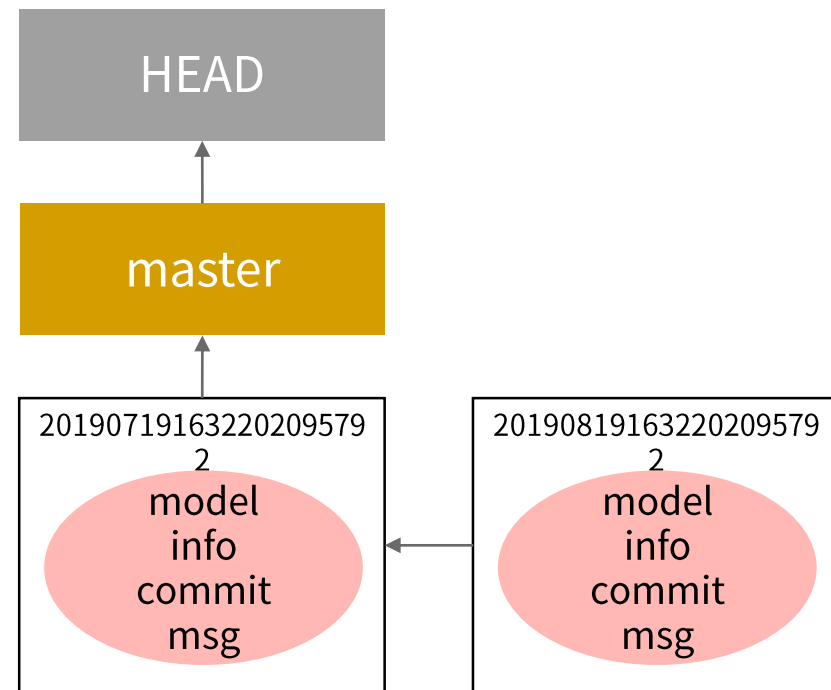 HEAD
master
20190719163220209579
2
model
info
commit
msg
20190819163220209579
2
model
info
commit
msg